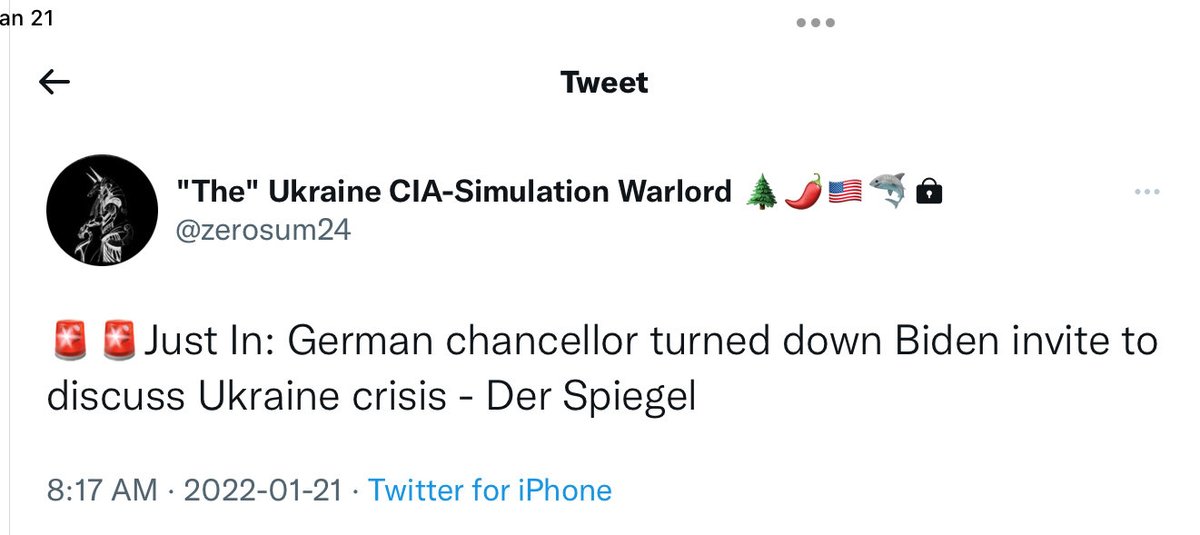 an 21
Tweet
"The" Ukraine CIA-Simulation Warlord 🌲🌶️🇺🇸🦈🔒
@zerosum24
🚨🚨Just In: German chancellor turned down Biden invite to
discuss Ukraine crisis - Der Spiegel
8:17 AM · 2022-01-21 · Twitter for iPhone